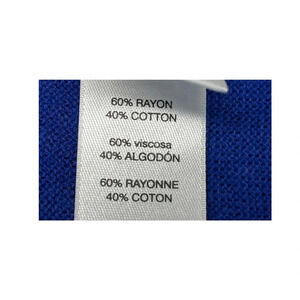 60% RAYON
40% COTTON
60% viscosa
40% ALGODÓN
60% RAYONNE
40% COTON